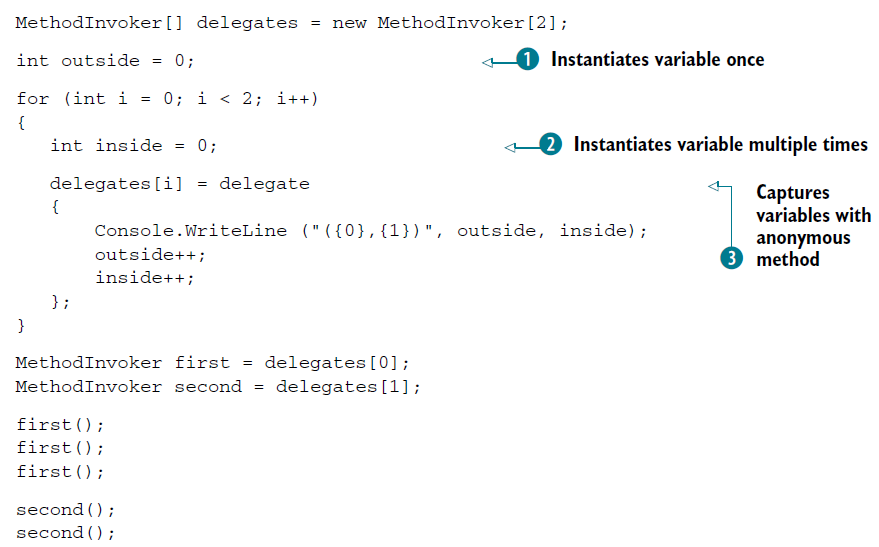 MethodInvoker[] delegates = new MethodInvoker[2];
int outside = 0;
1 Instantiates variable once
for (int i = 0; i < 2; i++)
{
int inside = 0;
2 Instantiates variable multiple times
delegates[i] = delegate
{
Console.WriteLine ("({0},{1})", outside, inside);
outside++;
inside++;
};
}
Captures
variables with
anonymous
3 method
MethodInvoker first = delegates[0];
MethodInvoker second = delegates[1];
first();
first();
first();
second();
second();